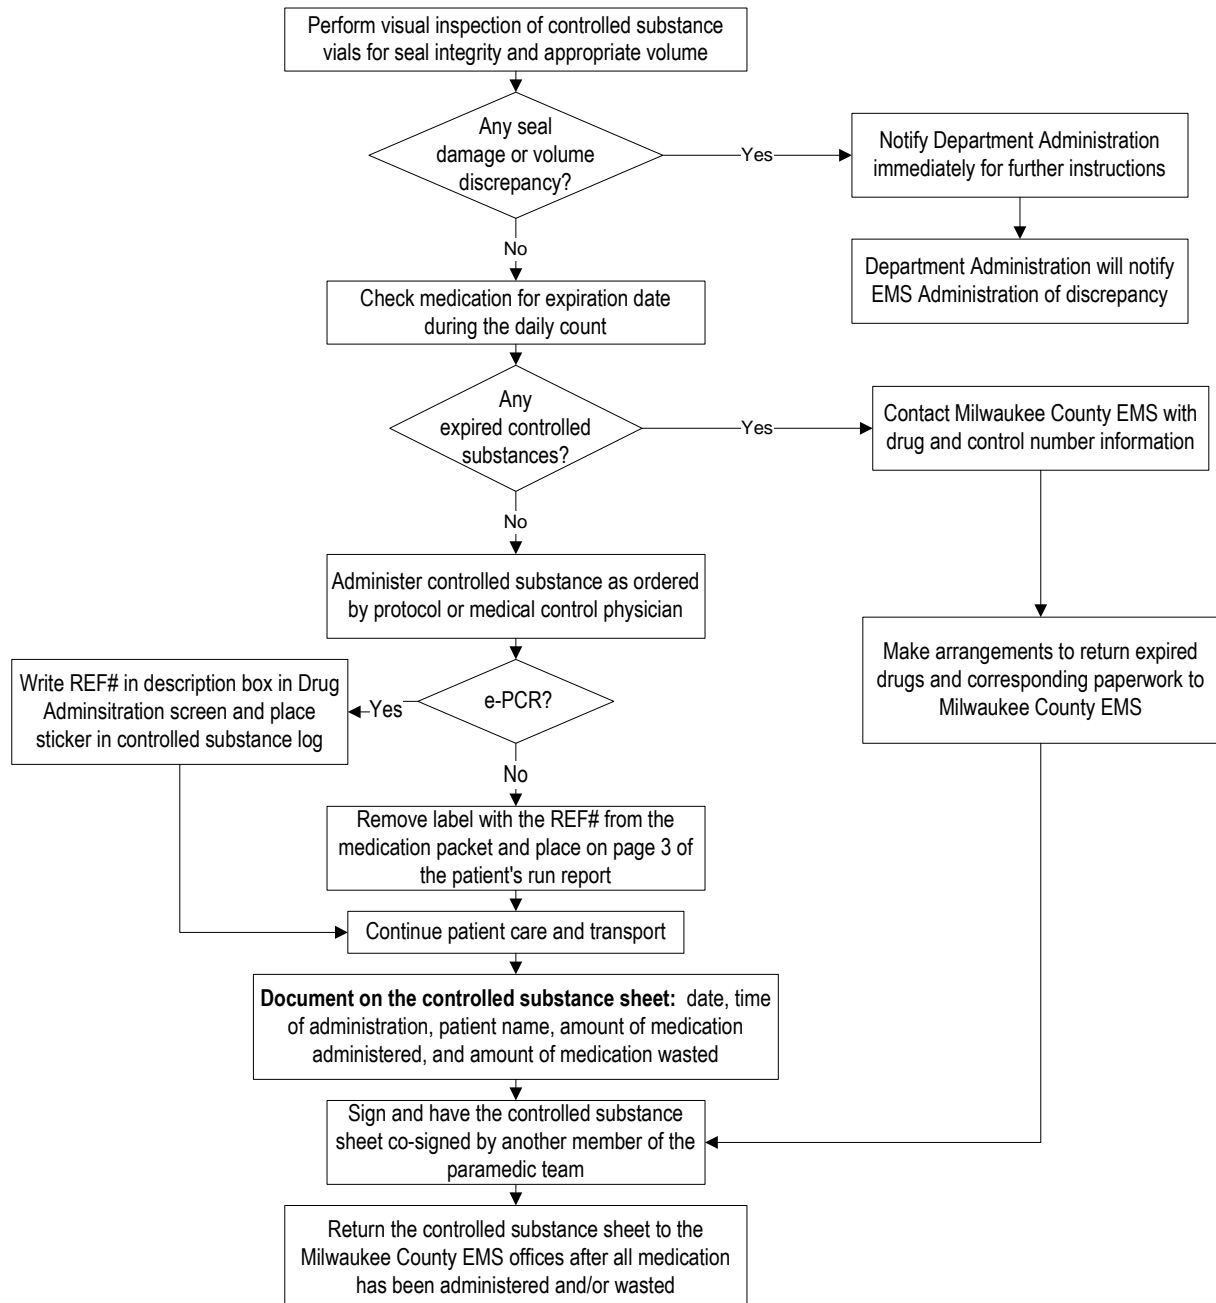 Perform visual inspection of controlled substance
vials for seal integrity and appropriate volume
Any seal
damage or volume
discrepancy?
Yes
Notify Department Administration
immediately for further instructions
No
Department Administration will notify
EMS Administration of discrepancy
Check medication for expiration date
during the daily count
Any
expired controlled
substances?
Yes
Contact Milwaukee County EMS with
drug and control number information
No
Administer controlled substance as ordered
by protocol or medical control physician
Make arrangements to return expired
drugs and corresponding paperwork to
Milwaukee County EMS
e-PCR?
Yes
Write REF# in description box in Drug
Adminsitration screen and place
sticker in controlled substance log
No
Remove label with the REF# from the
medication packet and place on page 3 of
the patient's run report
Continue patient care and transport
Document on the controlled substance sheet: date, time
of administration, patient name, amount of medication
administered, and amount of medication wasted
Sign and have the controlled substance
sheet co-signed by another member of the
paramedic team
Return the controlled substance sheet to the
Milwaukee County EMS offices after all medication
has been administered and/or wasted